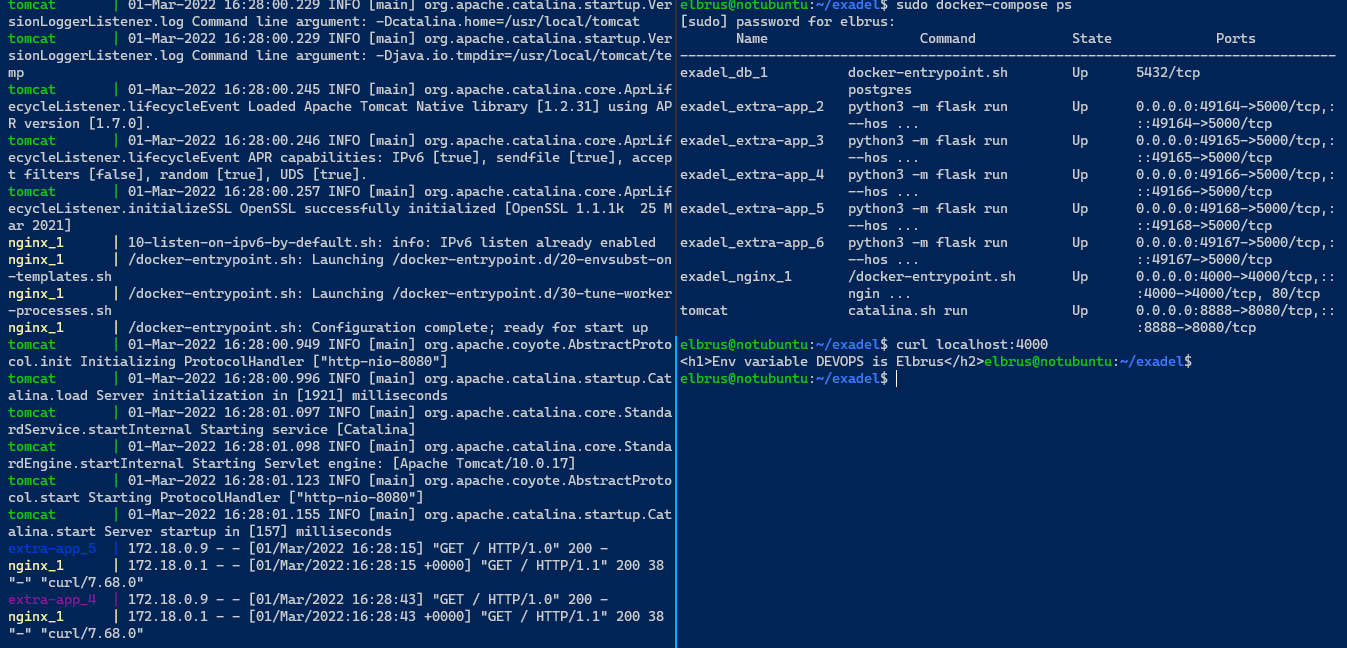 tomcat       | 01-Mar-2022 16:28:00.229 INFO [main] org.apache.catalina.startup.Ver
sionLoggerListener.log Command line argument: -Dcatalina.home=/usr/local/tomcat
tomcat       | 01-Mar-2022 16:28:00.229 INFO [main] org.apache.catalina.startup.Ver
sionLoggerListener.log Command line argument: -Djava.io.tmpdir=/usr/local/tomcat/te
mp
tomcat       | 01-Mar-2022 16:28:00.245 INFO [main] org.apache.catalina.core.AprLif
ecycleListener.lifecycleEvent Loaded Apache Tomcat Native library [1.2.31] using AP
R version [1.7.0].
tomcat       | 01-Mar-2022 16:28:00.246 INFO [main] org.apache.catalina.core.AprLif
ecycleListener.lifecycleEvent APR capabilities: IPv6 [true], sendfile [true], accep
t filters [false], random [true], UDS [true].
tomcat       | 01-Mar-2022 16:28:00.257 INFO [main] org.apache.catalina.core.AprLif
ecycleListener.initializeSSL OpenSSL successfully initialized [OpenSSL 1.1.1k  25 M
ar 2021]
nginx_1      | 10-listen-on-ipv6-by-default.sh: info: IPv6 listen already enabled
nginx_1      | /docker-entrypoint.sh: Launching /docker-entrypoint.d/20-envsubst-on
-templates.sh
nginx_1      | /docker-entrypoint.sh: Launching /docker-entrypoint.d/30-tune-worker
-processes.sh
nginx_1      | /docker-entrypoint.sh: Configuration complete; ready for start up
tomcat       | 01-Mar-2022 16:28:00.949 INFO [main] org.apache.coyote.AbstractProto
col.init Initializing ProtocolHandler ["http-nio-8080"]
tomcat       | 01-Mar-2022 16:28:00.996 INFO [main] org.apache.catalina.startup.Cat
alina.load Server initialization in [1921] milliseconds
tomcat       | 01-Mar-2022 16:28:01.097 INFO [main] org.apache.catalina.core.Standa
rdService.startInternal Starting service [Catalina]
tomcat       | 01-Mar-2022 16:28:01.098 INFO [main] org.apache.catalina.core.Standa
rdEngine.startInternal Starting Servlet engine: [Apache Tomcat/10.0.17]
tomcat       | 01-Mar-2022 16:28:01.123 INFO [main] org.apache.coyote.AbstractProto
col.start Starting ProtocolHandler ["http-nio-8080"]
tomcat       | 01-Mar-2022 16:28:01.155 INFO [main] org.apache.catalina.startup.Cat
alina.start Server startup in [157] milliseconds
extra-app_5  | 172.18.0.9 - - [01/Mar/2022 16:28:15] "GET / HTTP/1.0" 200 -
nginx_1      | 172.18.0.1 - - [01/Mar/2022:16:28:15 +0000] "GET / HTTP/1.1" 200 38
"-" "curl/7.68.0"
extra-app_4  | 172.18.0.9 - - [01/Mar/2022 16:28:43] "GET / HTTP/1.0" 200 -
nginx_1      | 172.18.0.1 - - [01/Mar/2022:16:28:43 +0000] "GET / HTTP/1.1" 200 38
"-" "curl/7.68.0"
elbrus@notubuntu:~/exadel$ sudo docker-compose ps
[sudo] password for elbrus:
       Name                   Command               State             Ports
----------------------------------------------------------------------------------
exadel_db_1          docker-entrypoint.sh        Up      5432/tcp
                     postgres
exadel_extra-app_2   python3 -m flask run        Up      0.0.0.0:49164->5000/tcp,:
                     --hos ...                           ::49164->5000/tcp
exadel_extra-app_3   python3 -m flask run        Up      0.0.0.0:49165->5000/tcp,:
                     --hos ...                           ::49165->5000/tcp
exadel_extra-app_4   python3 -m flask run        Up      0.0.0.0:49166->5000/tcp,:
                     --hos ...                           ::49166->5000/tcp
exadel_extra-app_5   python3 -m flask run        Up      0.0.0.0:49168->5000/tcp,:
                     --hos ...                           ::49168->5000/tcp
exadel_extra-app_6   python3 -m flask run        Up      0.0.0.0:49167->5000/tcp,:
                     --hos ...                           ::49167->5000/tcp
exadel_nginx_1       /docker-entrypoint.sh       Up      0.0.0.0:4000->4000/tcp,::
                     ngin ...                            :4000->4000/tcp, 80/tcp
tomcat               catalina.sh run             Up      0.0.0.0:8888->8080/tcp,::
                                                         :8888->8080/tcp
elbrus@notubuntu:~/exadel$ curl localhost:4000
<h1>Env variable DEVOPS is Elbrus</h2>elbrus@notubuntu:~/exadel$
elbrus@notubuntu:~/exadel$